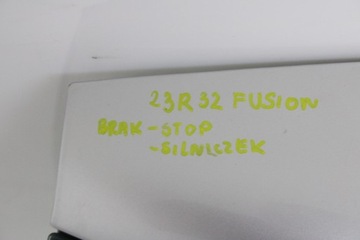 23R32 FUSION
BRAK - STOP
- SILNICZEK